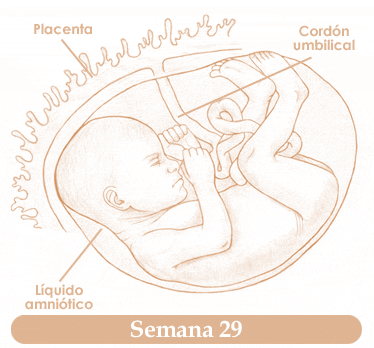 Placenta
Cordón
umbilical
Líquido
amniótico
Semana 29